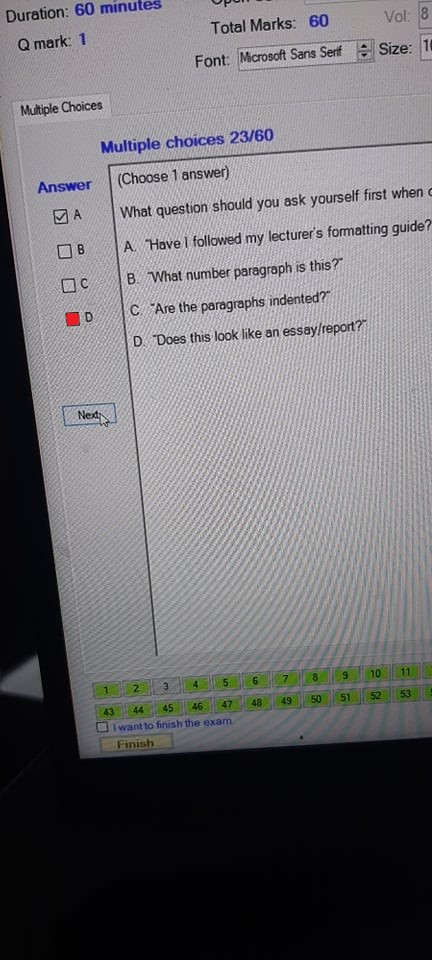 Duration: 60 minutes
Q mark: 1
Total Marks: 60
Vol: 8
Font: Microsoft Sans Serif
Size:
Multiple Choices
Multiple choices 23/60
Answer
(Choose 1 answer)
What question should you ask yourself first when
A
B
C
D
A. "Have I followed my lecturer's formatting guide?
B. "What number paragraph is this?"
C. "Are the paragraphs indented?"
D. "Does this look like an essay/report?"
Next
1 2 3 4 5 6 7 8 9 10 11
43 44 45 46 47 48 49 50 51 52 53
I want to finish the exam.
Finish